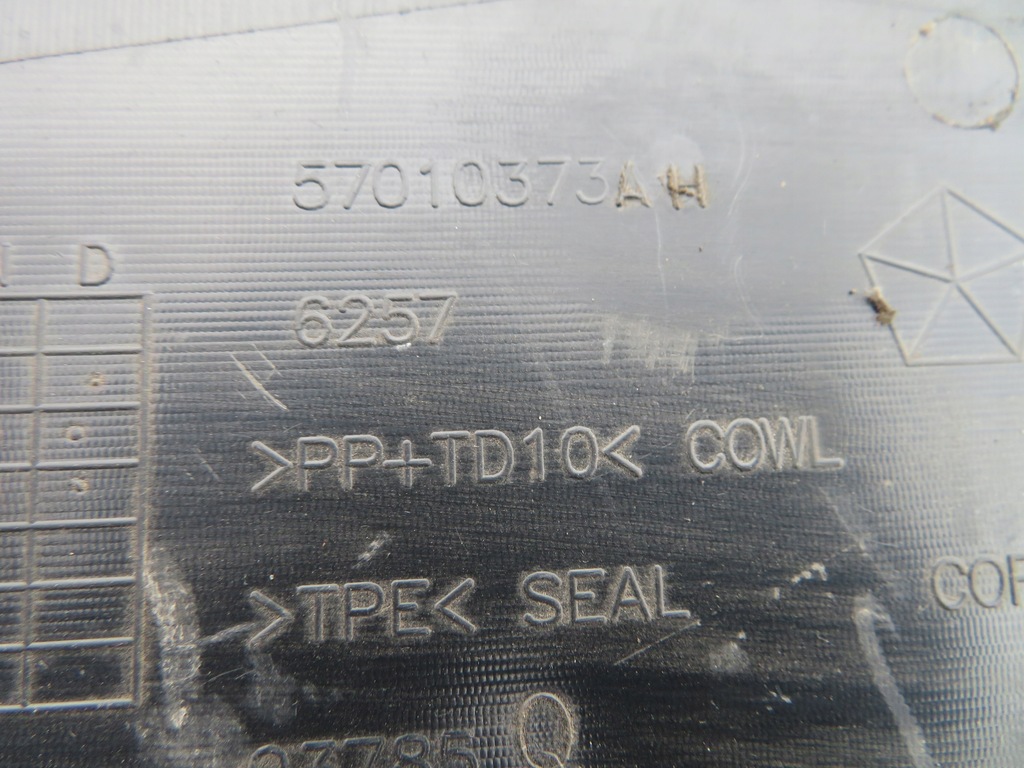 57010373AH
D
6257
>PP+TD10< COWL
>TPE< SEAL